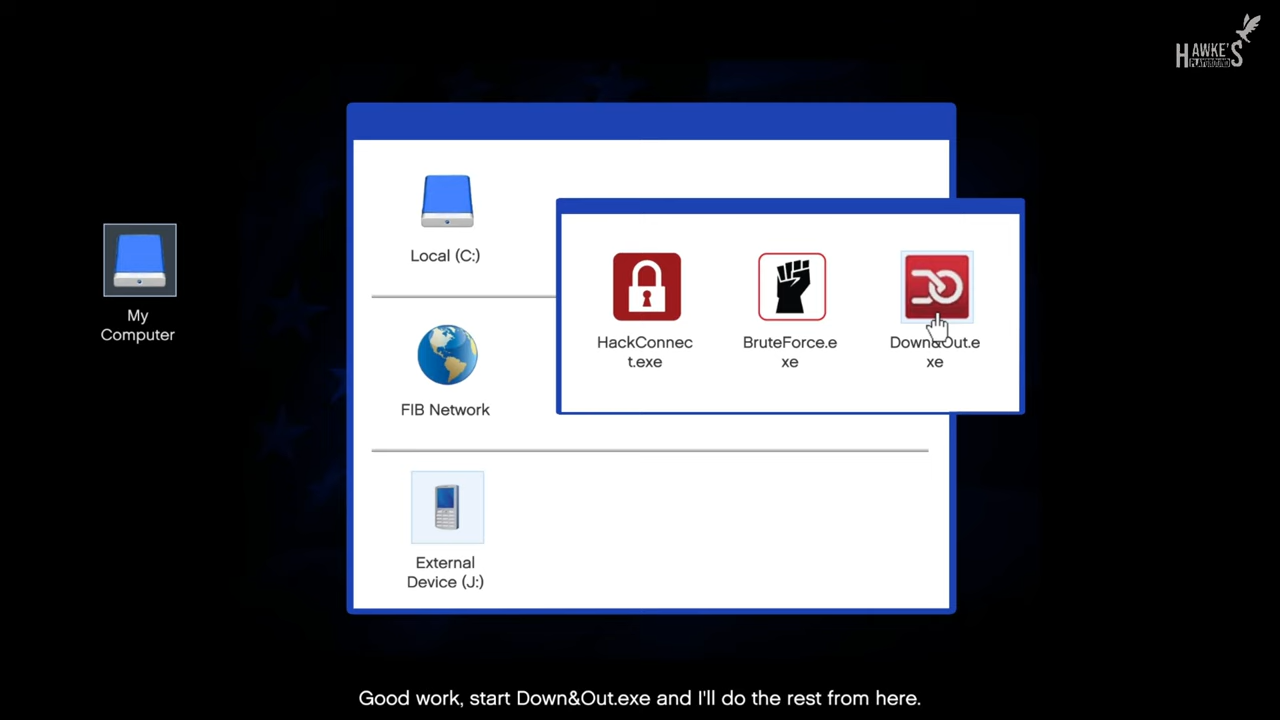 HAWKE'S
PLAYGROUND
Local (C:)
HackConnec
t.exe
BruteForce.e
xe
Down&Out.e
xe
My
Computer
FIB Network
External
Device (J:)
Good work, start Down&Out.exe and I'll do the rest from here.